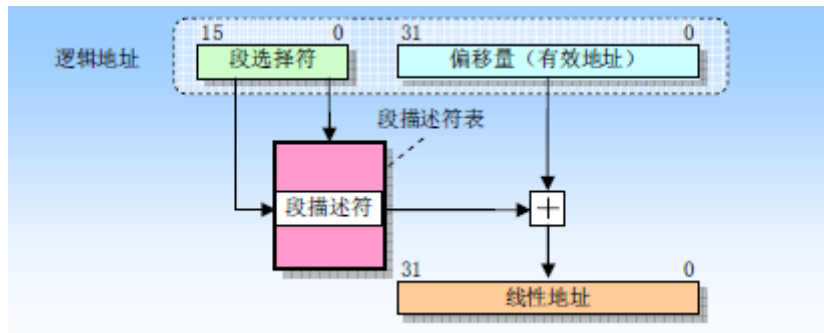 15 0 31 0
逻辑地址 段选择符 偏移量（有效地址）
段描述符表
段描述符 +
31 0
线性地址